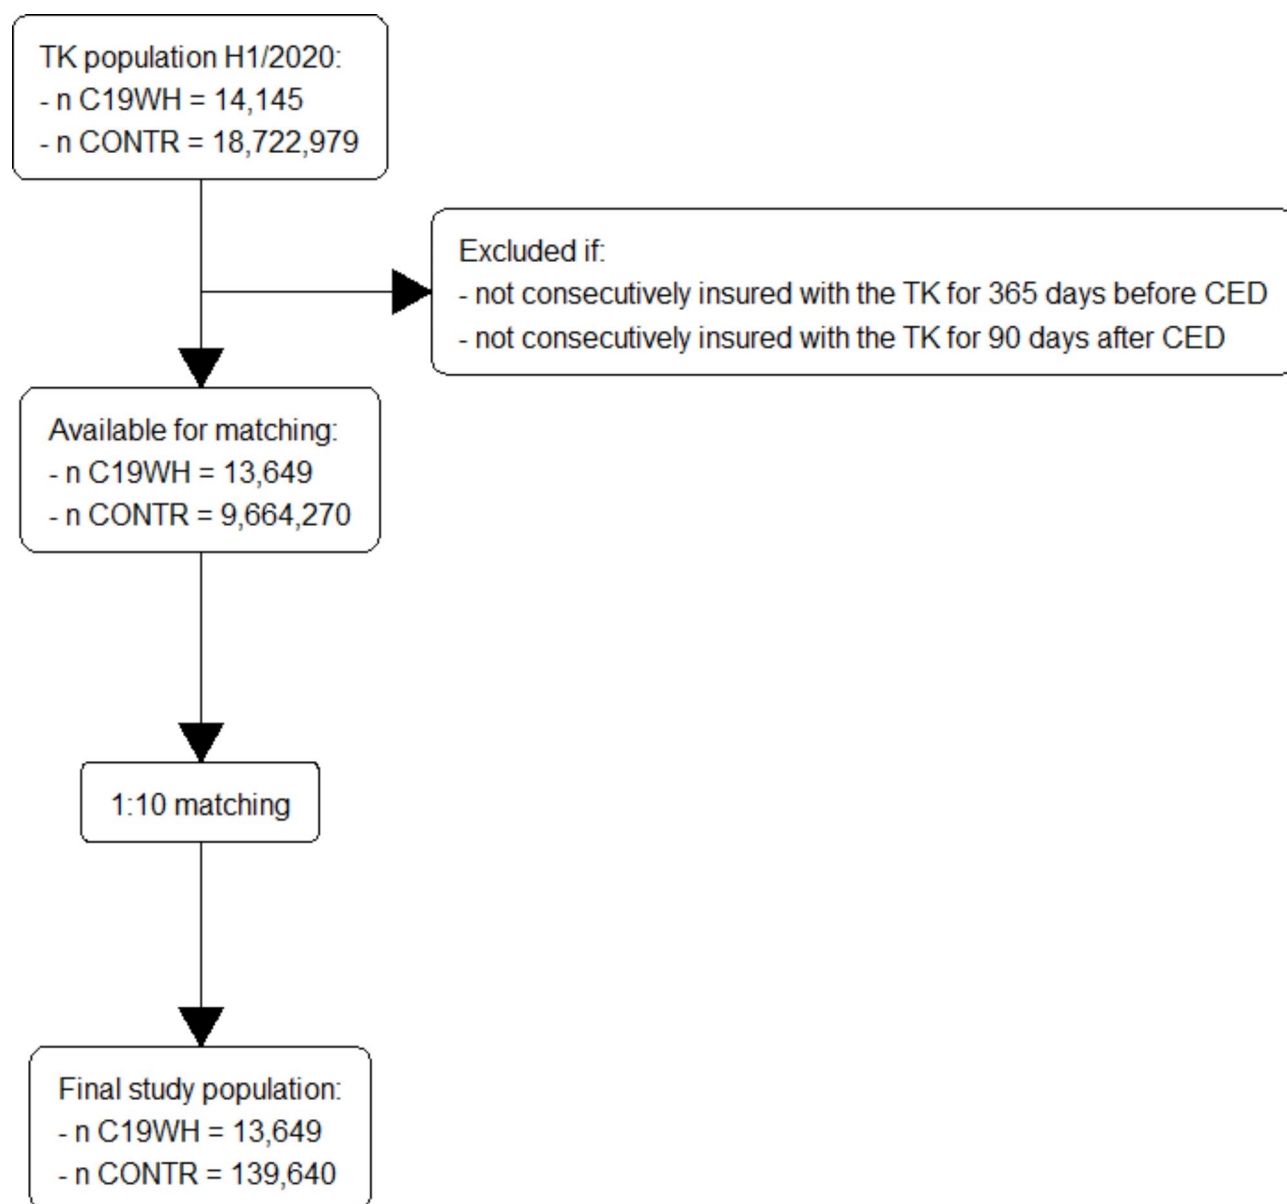 TK population H1/2020:
- n C19WH = 14,145
- n CONTR = 18,722,979
Excluded if:
- not consecutively insured with the TK for 365 days before CED
- not consecutively insured with the TK for 90 days after CED
Available for matching:
- n C19WH = 13,649
- n CONTR = 9,664,270
1:10 matching
Final study population:
- n C19WH = 13,649
- n CONTR = 139,640